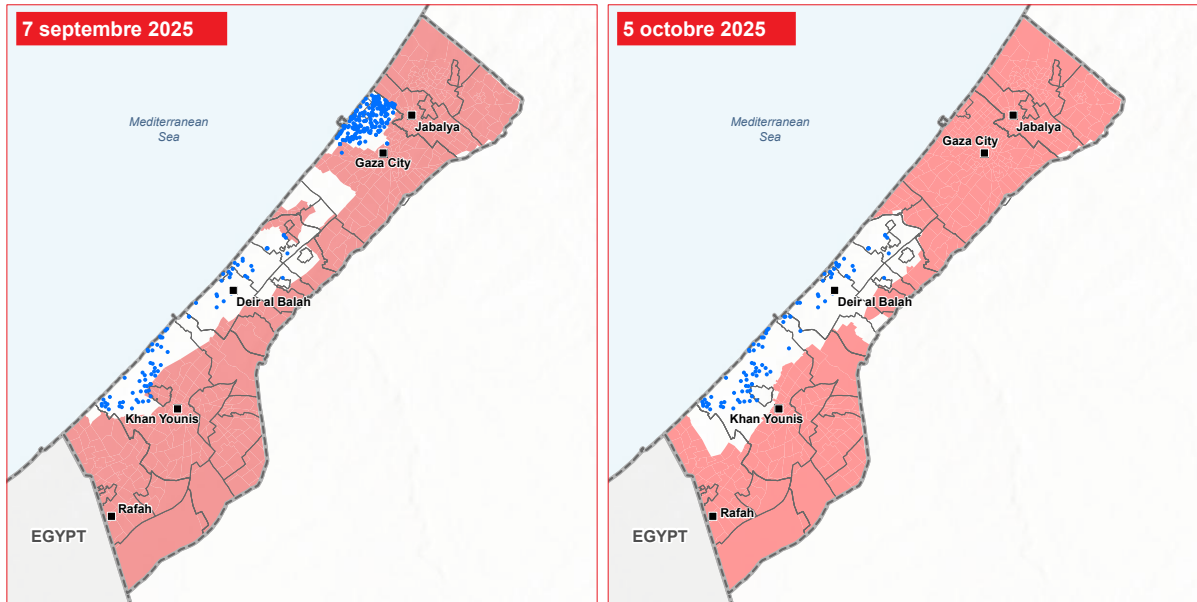 7 septembre 2025
Mediterranean
Sea
Jabalya
Gaza City
Deir al Balah
Khan Younis
Rafah
EGYPT
5 octobre 2025
Mediterranean
Sea
Jabalya
Gaza City
Deir al Balah
Khan Younis
Rafah
EGYPT